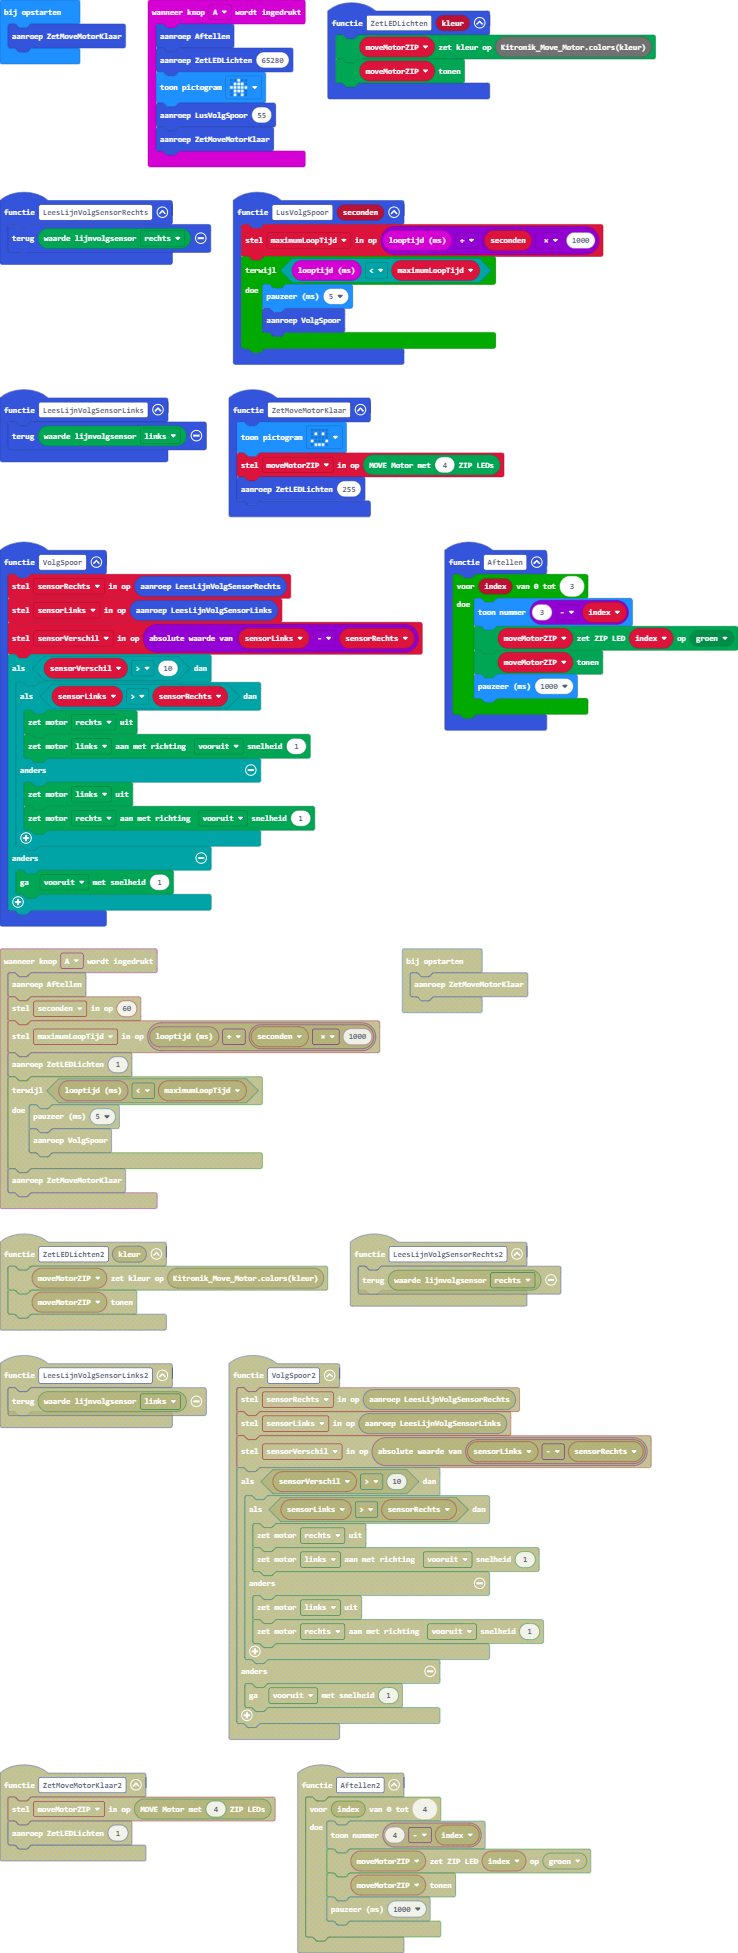 bij opstarten
aanroep ZetMoveMotorKlaar
wanneer knop A wordt ingedrukt
aanroep Aftellen
aanroep ZetLEDLichten 65280
toon pictogram
aanroep LusVolgSpoor 55
aanroep ZetMoveMotorKlaar
functie ZetLEDLichten kleur
moveMotorZIP zet kleur op Kitronik_Move_Motor.colors(kleur)
moveMotorZIP tonen
functie LeesLijnVolgSensorRechts
terug waarde lijnvolgsensor rechts
functie LusVolgSpoor seconden
stel maximumLoopTijd in op looptijd (ms) + seconden × 1000
terwijl looptijd (ms) < maximumLoopTijd
doe pauzeer (ms) 5
aanroep VolgSpoor
functie LeesLijnVolgSensorLinks
terug waarde lijnvolgsensor links
functie ZetMoveMotorKlaar
toon pictogram
stel moveMotorZIP in op MOVE Motor met 4 ZIP LEDs
aanroep ZetLEDLichten 255
functie VolgSpoor
stel sensorRechts in op aanroep LeesLijnVolgSensorRechts
stel sensorLinks in op aanroep LeesLijnVolgSensorLinks
stel sensorVerschil in op absolute waarde van sensorLinks - sensorRechts
als sensorVerschil > 10 dan
als sensorLinks > sensorRechts dan
zet motor rechts uit
zet motor links aan met richting vooruit snelheid 1
anders
zet motor links uit
zet motor rechts aan met richting vooruit snelheid 1
anders
ga vooruit met snelheid 1
functie Aftellen
voor index van 0 tot 3
doe toon nummer 3 - index
moveMotorZIP zet ZIP LED index op groen
moveMotorZIP tonen
pauzeer (ms) 1000
wanneer knop A wordt ingedrukt
aanroep Aftellen
stel seconden in op 60
stel maximumLoopTijd in op looptijd (ms) + seconden × 1000
aanroep ZetLEDLichten 1
terwijl looptijd (ms) < maximumLoopTijd
doe pauzeer (ms) 5
aanroep VolgSpoor
aanroep ZetMoveMotorKlaar
bij opstarten
aanroep ZetMoveMotorKlaar
functie ZetLEDLichten2 kleur
moveMotorZIP zet kleur op Kitronik_Move_Motor.colors(kleur)
moveMotorZIP tonen
functie LeesLijnVolgSensorRechts2
terug waarde lijnvolgsensor rechts
functie LeesLijnVolgSensorLinks2
terug waarde lijnvolgsensor links
functie VolgSpoor2
stel sensorRechts in op aanroep LeesLijnVolgSensorRechts
stel sensorLinks in op aanroep LeesLijnVolgSensorLinks
stel sensorVerschil in op absolute waarde van sensorLinks - sensorRechts
als sensorVerschil > 10 dan
als sensorLinks > sensorRechts dan
zet motor rechts uit
zet motor links aan met richting vooruit snelheid 1
anders
zet motor links uit
zet motor rechts aan met richting vooruit snelheid 1
anders
ga vooruit met snelheid 1
functie ZetMoveMotorKlaar2
stel moveMotorZIP in op MOVE Motor met 4 ZIP LEDs
aanroep ZetLEDLichten 1
functie Aftellen2
voor index van 0 tot 4
doe toon nummer 4 - index
moveMotorZIP zet ZIP LED index op groen
moveMotorZIP tonen
pauzeer (ms) 1000